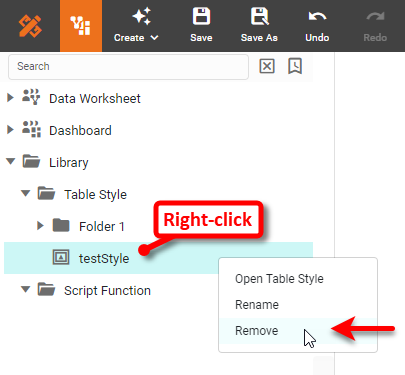 Create Save Save As Undo Redo
Search
Data Worksheet
Dashboard
Library
Table Style
Folder 1
Right-click
testStyle
Open Table Style
Script Function
Rename
Remove